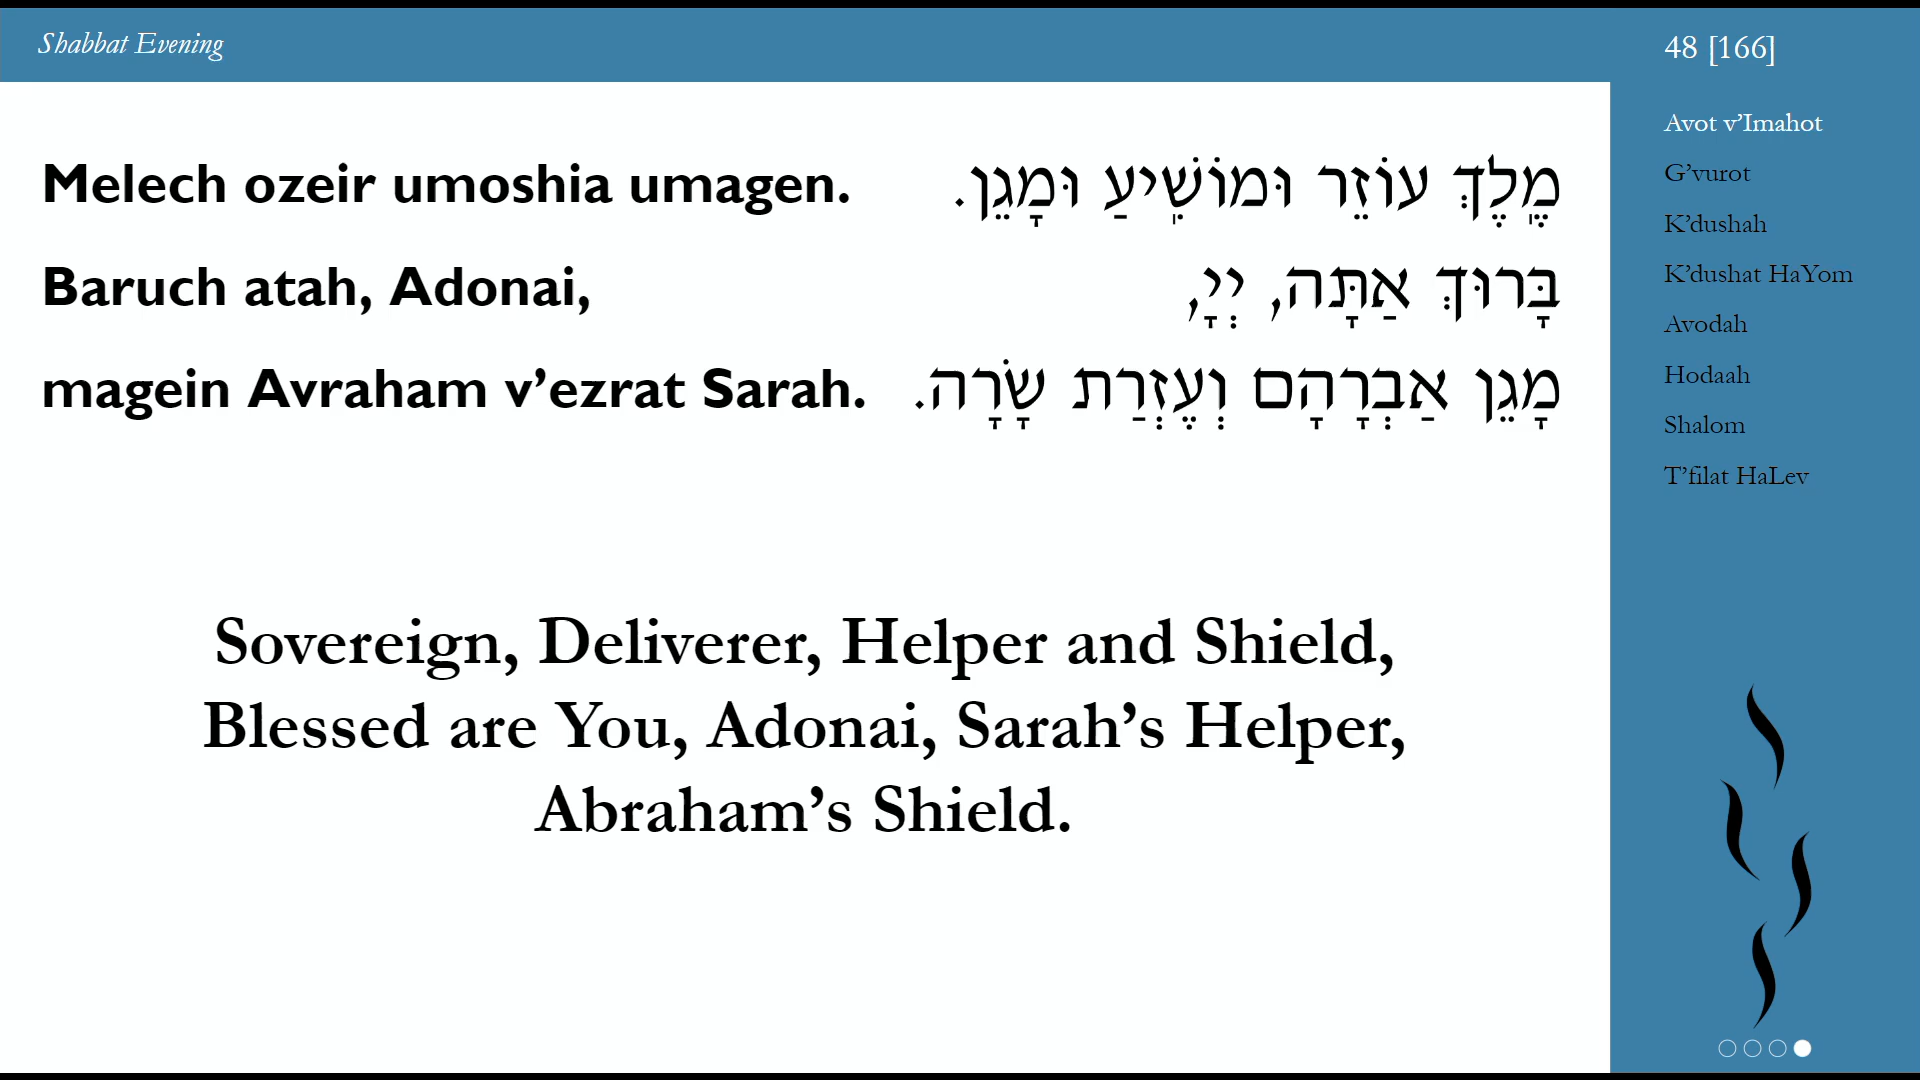 Shabbat Evening
48 [166]
Melech ozeir umoshia umagen.
מֶֽלֶךְ עוֹזֵר וּמוֹשִֽׁיעַ וּמָגֵן.
Baruch atah, Adonai,
בָּרוּךְ אַתָּה, יְיָ,
magein Avraham v’ezrat Sarah.
מָגֵן אַבְרָהָם וְעֶזְרַת שָׂרָה.
Sovereign, Deliverer, Helper and Shield,
Blessed are You, Adonai, Sarah’s Helper,
Abraham’s Shield.
Avot v’Imahot
G’vurot
K’dushah
K’dushat HaYom
Avodah
Hodaah
Shalom
T’filat HaLev